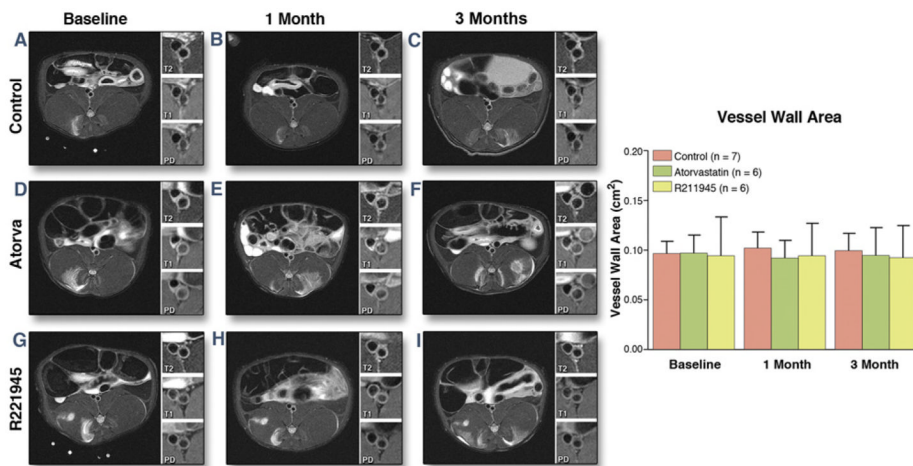 Baseline
1 Month
3 Months
Control
A
T2
T1
PD
B
T2
T1
PD
C
T2
T1
PD
Atorva
D
T2
T1
PD
E
T2
T1
PD
F
T2
T1
PD
R221945
G
T2
T1
PD
H
T2
T1
PD
I
T2
T1
PD
Vessel Wall Area
Vessel Wall Area (cm²)
0.20
0.15
0.10
0.05
0.00
Control (n = 7)
Atorvastatin (n = 6)
R211945 (n = 6)
Baseline
1 Month
3 Month